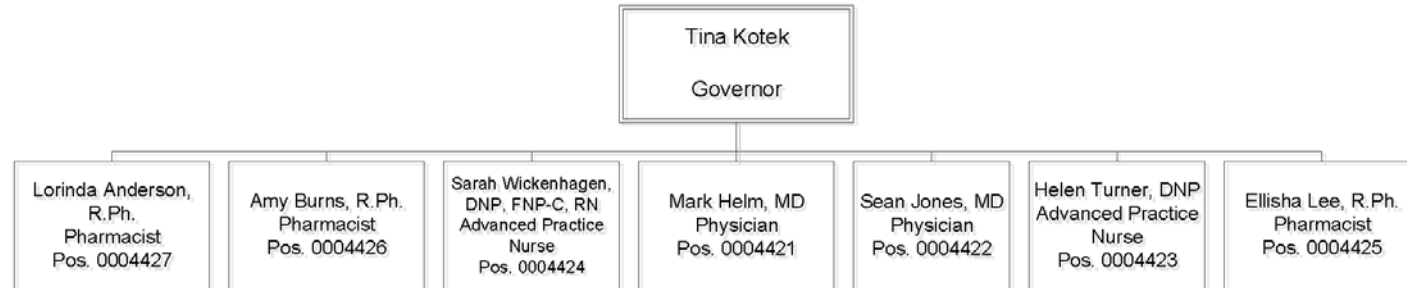 Tina Kotek
Governor
Lorinda Anderson,
R.Ph.
Pharmacist
Pos. 0004427
Amy Burns, R.Ph.
Pharmacist
Pos. 0004426
Sarah Wickenhagen,
DNP, FNP-C, RN
Advanced Practice
Nurse
Pos. 0004424
Mark Helm, MD
Physician
Pos. 0004421
Sean Jones, MD
Physician
Pos. 0004422
Helen Turner, DNP
Advanced Practice
Nurse
Pos. 0004423
Ellisha Lee, R.Ph.
Pharmacist
Pos. 0004425